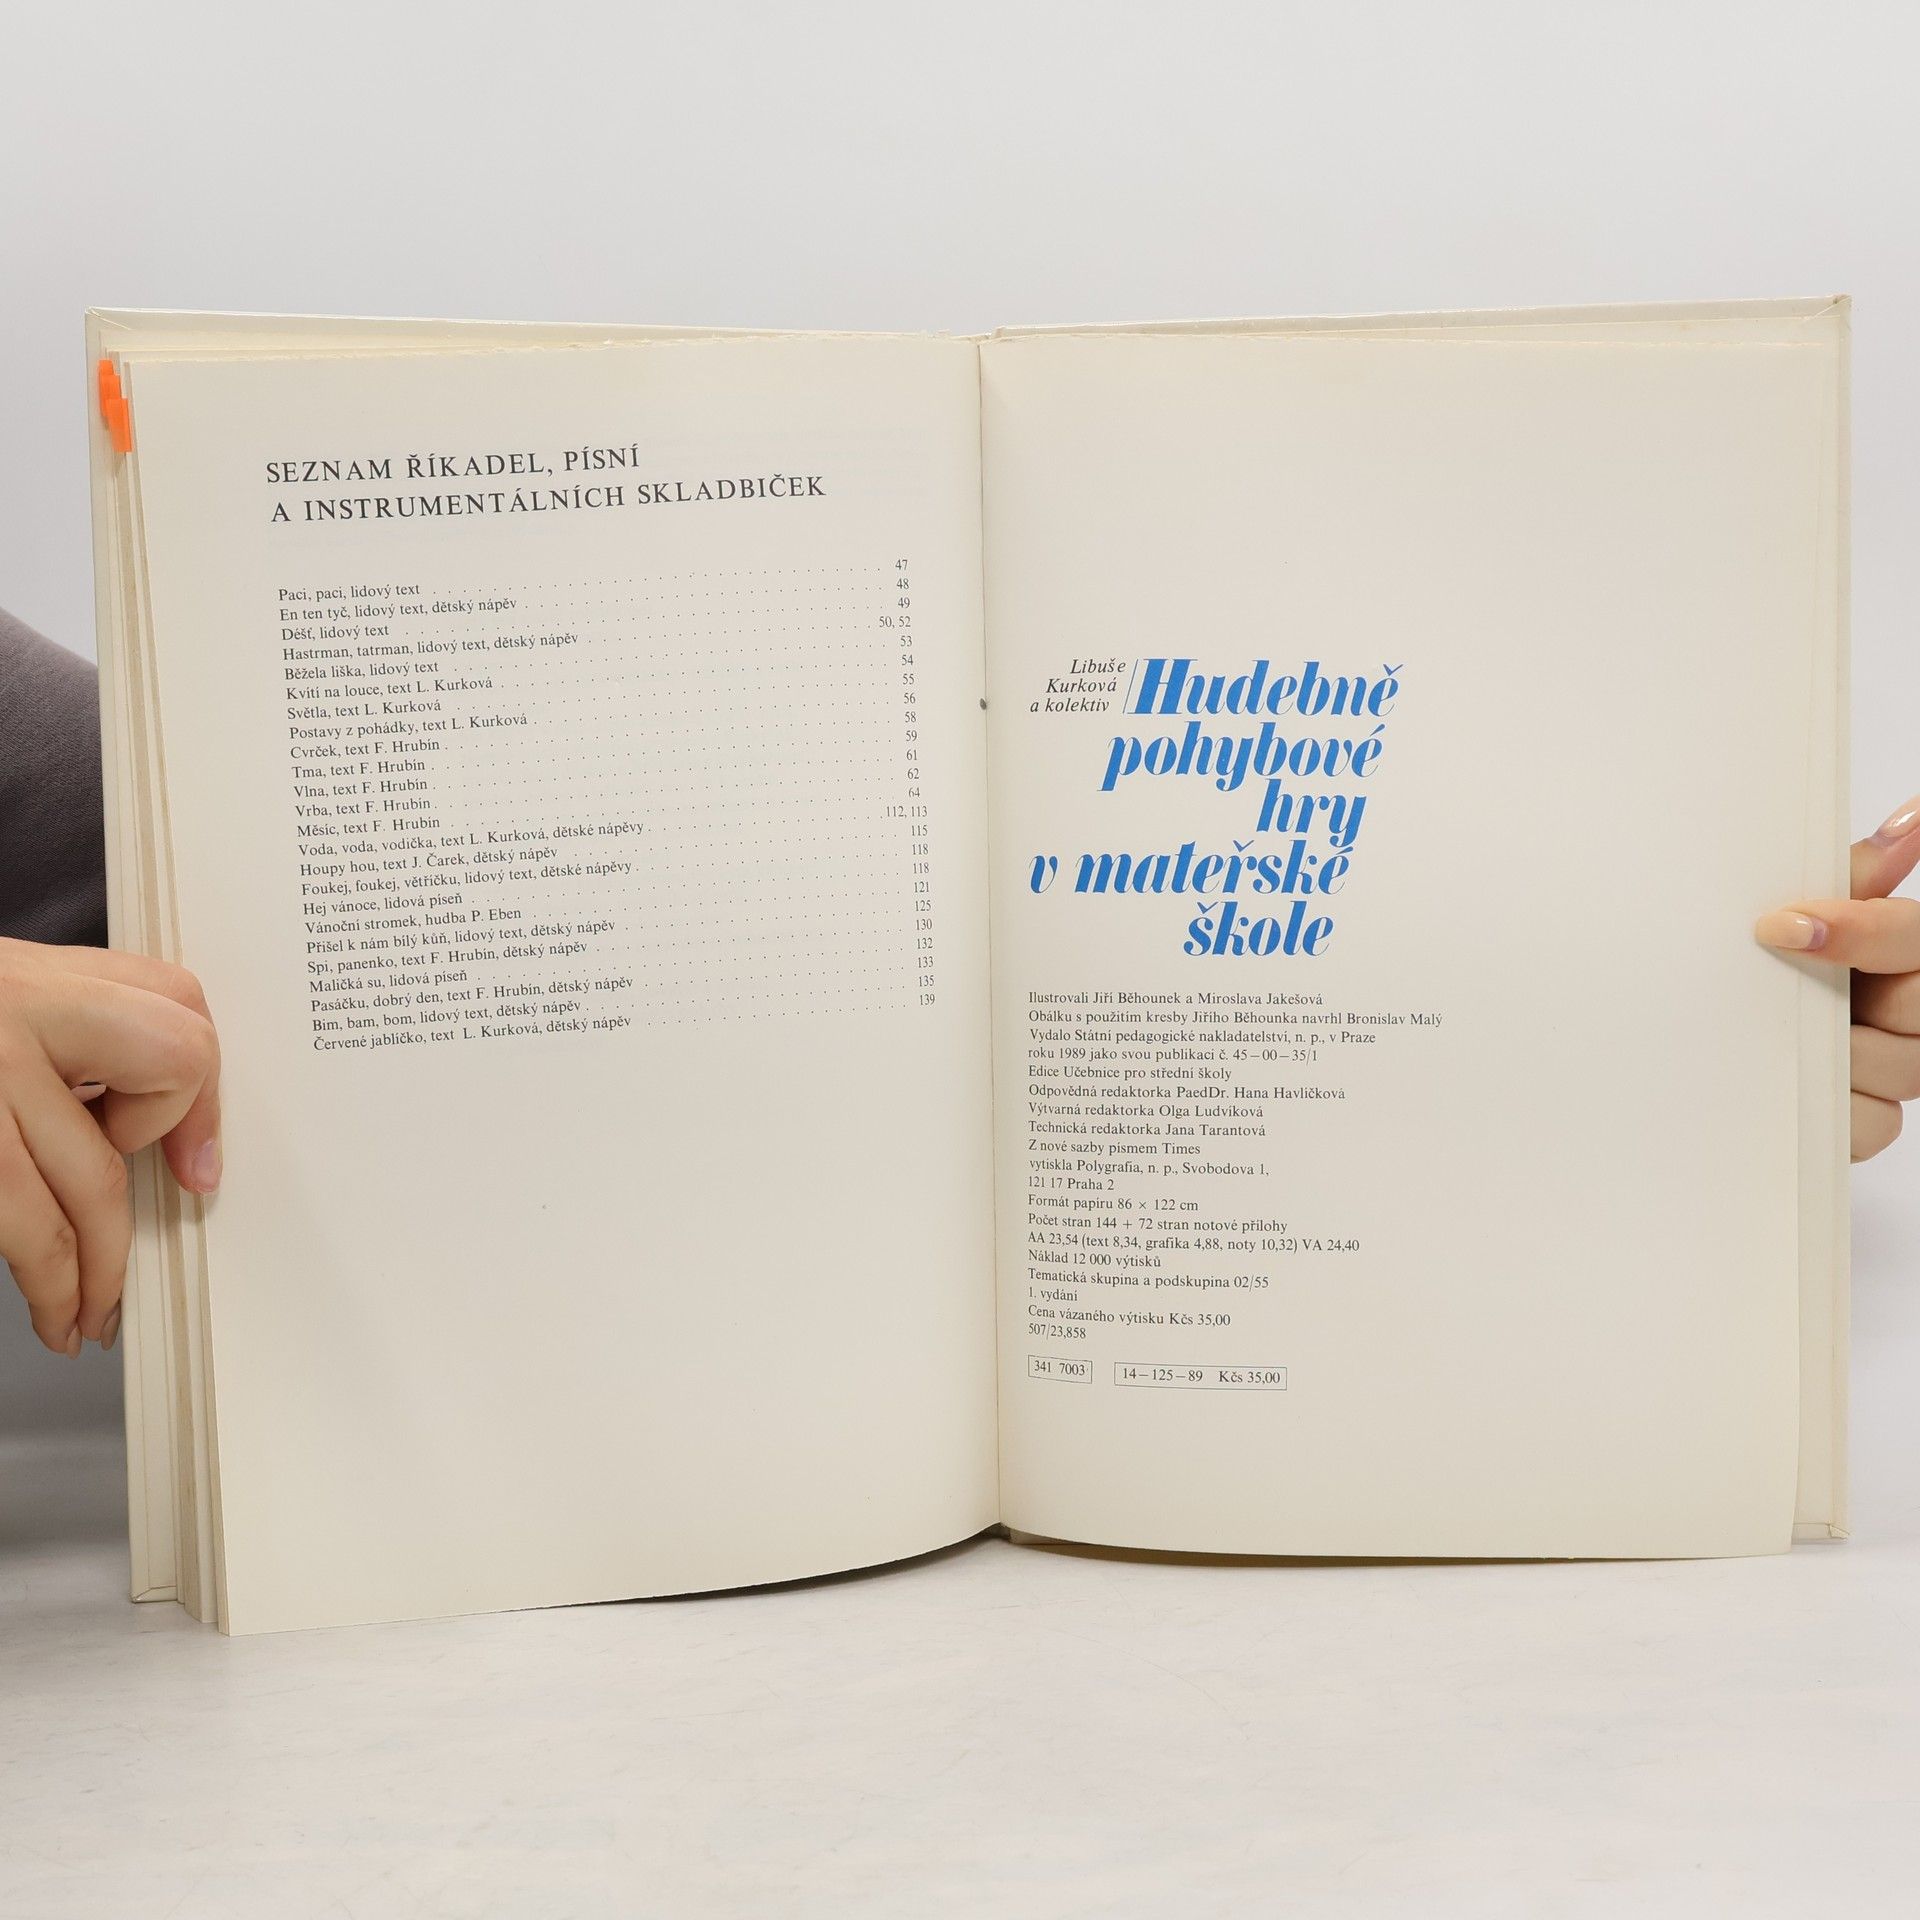 SEZNAM ŘÍKADEL, PÍSNÍ
A INSTRUMENTÁLNÍCH SKLADBIČEK
Paci, paci, lidový text . . . 47
En ten tyč, lidový text, dětský nápěv . . . 48
Déšť, lidový text . . . 49
Hastrman, tatrman, lidový text, dětský nápěv . . . 50, 52
Běžela liška, lidový text . . . 53
Kvítí na louce, text L. Kurková . . . 54
Světla, text L. Kurková . . . 55
Postavy z pohádky, text L. Kurková . . . 56
Cvrček, text F. Hrubín . . . 58
Tma, text F. Hrubín . . . 59
Vlna, text F. Hrubín . . . 61
Vrba, text F. Hrubín . . . 62
Měsíc, text F. Hrubín . . . 64
Voda, voda, vodička, text L. Kurková, dětské nápěvy . . . 112, 113
Houpy hou, text J. Čarek, dětský nápěv . . . 115
Foukej, foukej, větříčku, lidový text, dětské nápěvy . . . 118
Hej vánoce, lidová píseň . . . 118
Vánoční stromek, hudba P. Eben . . . 121
Přišel k nám bílý kůň, lidový text, dětský nápěv . . . 125
Spi, panenko, text F. Hrubín, dětský nápěv . . . 130
Maličká su, lidová píseň . . . 132
Pasáčku, dobrý den, text F. Hrubín, dětský nápěv . . . 133
Bim, bam, bom, lidový text, dětský nápěv . . . 135
Červené jablíčko, text L. Kurková, dětský nápěv . . . 139
Libuše
Kurková
a kolektiv
Hudebně
pohybové
hry
v mateřské
škole
Ilustrovali Jiří Běhounek a Miroslava Jakešová
Obálku s použitím kresby Jiřího Běhounka navrhl Bronislav Malý
Vydalo Státní pedagogické nakladatelství, n. p., v Praze
roku 1989 jako svou publikaci č. 45—00—35/1
Edice Učebnice pro střední školy
Odpovědná redaktorka PaedDr. Hana Havlíčková
Výtvarná redaktorka Olga Ludvíková
Technická redaktorka Jana Tarantová
Z nové sazby písmem Times
vytiskla Polygrafia, n. p., Svobodova 1,
121 17 Praha 2
Formát papíru 86 × 122 cm
Počet stran 144 + 72 stran notové přílohy
AA 23,54 (text 8,34, grafika 4,88, noty 10,32) VA 24,40
Náklad 12 000 výtisků
Tematická skupina a podskupina 02/55
1. vydání
Cena vázaného výtisku Kčs 35,00
507/23,858
341 7003
14—125—89 Kčs 35,00